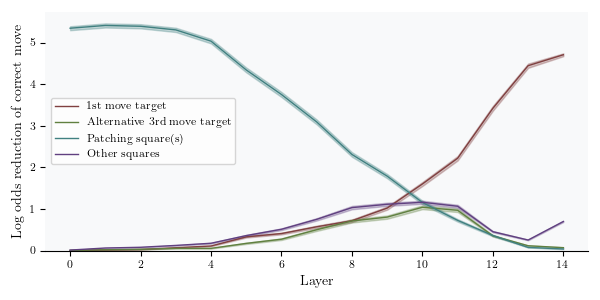 Log odds reduction of correct move
5
4
3
2
1
0
1st move target
Alternative 3rd move target
Patching square(s)
Other squares
0 2 4 6 8 10 12 14
Layer